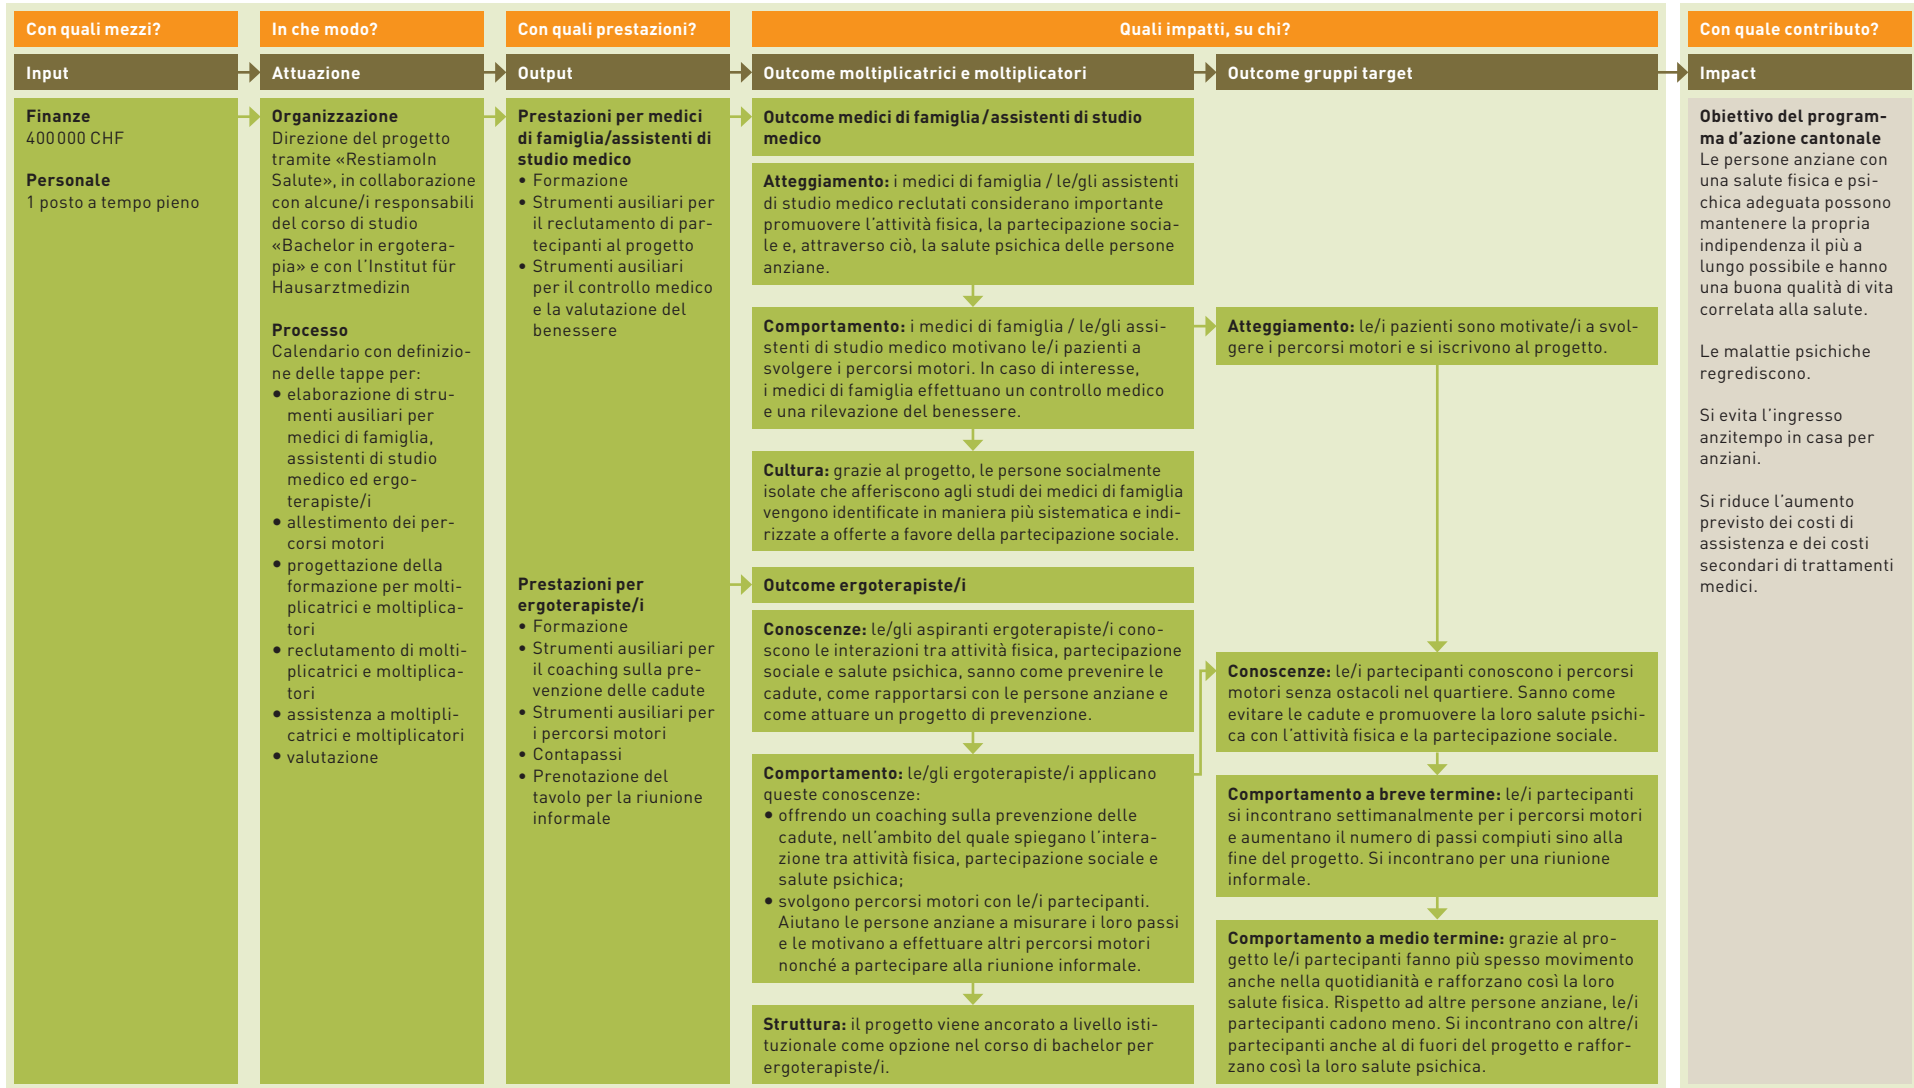 Con quali mezzi?
Input
Finanze
400 000 CHF
Personale
1 posto a tempo pieno
In che modo?
Attuazione
Organizzazione
Direzione del progetto
tramite «RestiamoIn
Salute», in collaborazione
con alcune/i responsabili
del corso di studio
«Bachelor in ergotera-
pia» e con l'Institut für
Hausarztmedizin
Processo
Calendario con definizio-
ne delle tappe per:
• elaborazione di stru-
menti ausiliari per
medici di famiglia,
assistenti di studio
medico ed ergo-
terapiste/i
• allestimento dei per-
corsi motori
• progettazione della
formazione per molti-
plicatrici e moltiplica-
tori
• reclutamento di molti-
plicatrici e moltiplica-
tori
• assistenza a moltipli-
catrici e moltiplicatori
• valutazione
Con quali prestazioni?
Output
Prestazioni per medici
di famiglia/assistenti di
studio medico
• Formazione
• Strumenti ausiliari per
il reclutamento di par-
tecipanti al progetto
• Strumenti ausiliari
per il controllo medico
e la valutazione del
benessere
Prestazioni per
ergoterapiste/i
• Formazione
• Strumenti ausiliari per
il coaching sulla pre-
venzione delle cadute
• Strumenti ausiliari per
i percorsi motori
• Contapassi
• Prenotazione del
tavolo per la riunione
informale
Quali impatti, su chi?
Outcome moltiplicatrici e moltiplicatori
Outcome medici di famiglia/assistenti di studio
medico
Atteggiamento: i medici di famiglia / le/gli assistenti
di studio medico reclutati considerano importante
promuovere l'attività fisica, la partecipazione socia-
le e, attraverso ciò, la salute psichica delle persone
anziane.
Comportamento: i medici di famiglia / le/gli assi-
stenti di studio medico motivano le/i pazienti a
svolgere i percorsi motori. In caso di interesse,
i medici di famiglia effettuano un controllo medico
e una rilevazione del benessere.
Cultura: grazie al progetto, le persone socialmente
isolate che afferiscono agli studi dei medici di famiglia
vengono identificate in maniera più sistematica e indi-
rizzate a offerte a favore della partecipazione sociale.
Outcome ergoterapiste/i
Conoscenze: le/gli aspiranti ergoterapiste/i cono-
scono le interazioni tra attività fisica, partecipazione
sociale e salute psichica, sanno come prevenire le
cadute, come rapportarsi con le persone anziane e
come attuare un progetto di prevenzione.
Comportamento: le/gli ergoterapiste/i applicano
queste conoscenze:
• offrendo un coaching sulla prevenzione delle
cadute, nell'ambito del quale spiegano l'intera-
zione tra attività fisica, partecipazione sociale e
salute psichica;
• svolgono percorsi motori con le/i partecipanti.
Aiutano le persone anziane a misurare i loro passi
e le motivano a effettuare altri percorsi motori
nonché a partecipare alla riunione informale.
Struttura: il progetto viene ancorato a livello isti-
tuzionale come opzione nel corso di bachelor per
ergoterapiste/i.
Outcome gruppi target
Atteggiamento: le/i pazienti sono motivate/i a svol-
gere i percorsi motori e si iscrivono al progetto.
Conoscenze: le/i partecipanti conoscono i percorsi
motori senza ostacoli nel quartiere. Sanno come
evitare le cadute e promuovere la loro salute psichi-
ca con l'attività fisica e la partecipazione sociale.
Comportamento a breve termine: le/i partecipanti
si incontrano settimanalmente per i percorsi motori
e aumentano il numero di passi compiuti sino alla
fine del progetto. Si incontrano per una riunione
informale.
Comportamento a medio termine: grazie al pro-
getto le/i partecipanti fanno più spesso movimento
anche nella quotidianità e rafforzano così la loro
salute fisica. Rispetto ad altre persone anziane, le/i
partecipanti cadono meno. Si incontrano con altre/i
partecipanti anche al di fuori del progetto e raffor-
zano così la loro salute psichica.
Con quale contributo?
Impact
Obiettivo del program-
ma d'azione cantonale
Le persone anziane con
una salute fisica e psi-
chica adeguata possono
mantenere la propria
indipendenza il più a
lungo possibile e hanno
una buona qualità di vita
correlata alla salute.
Le malattie psichiche
regrediscono.
Si evita l'ingresso
anzitempo in casa per
anziani.
Si riduce l'aumento
previsto dei costi di
assistenza e dei costi
secondari di trattamenti
medici.